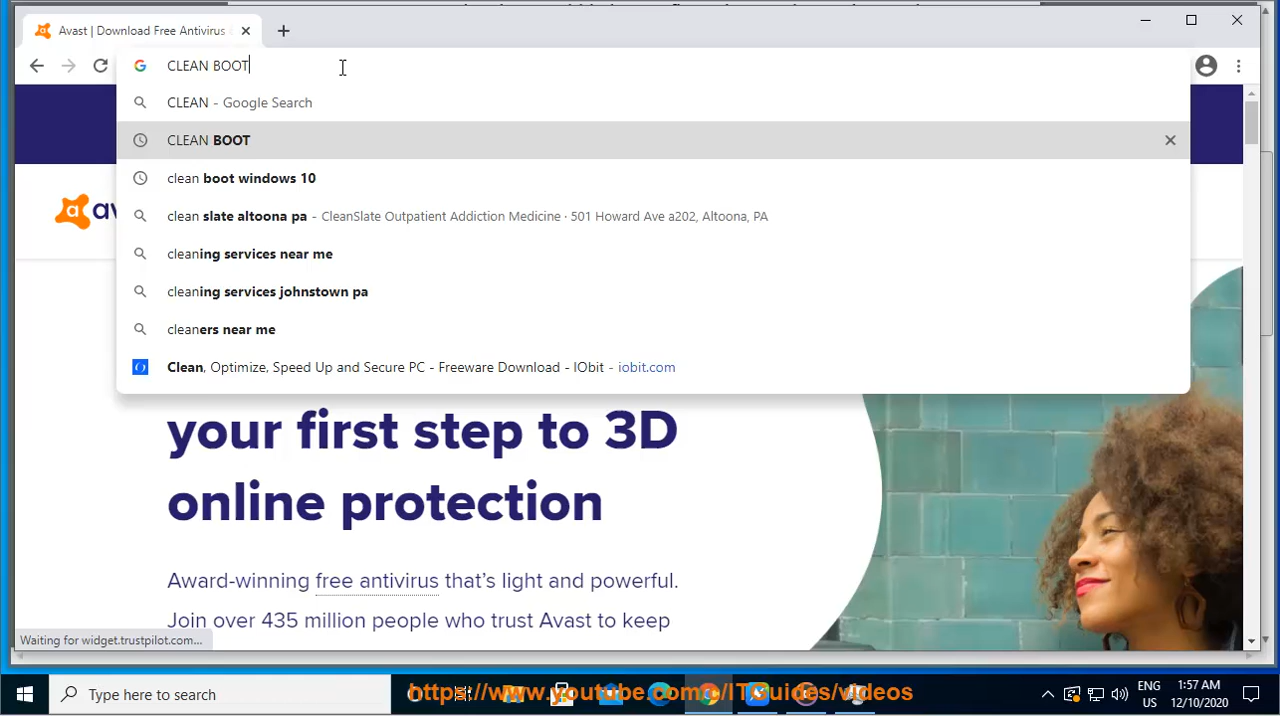 Avast | Download Free Antivirus
CLEAN BOOT
CLEAN - Google Search
CLEAN BOOT
clean boot windows 10
clean slate altoona pa - CleanSlate Outpatient Addiction Medicine · 501 Howard Ave a202, Altoona, PA
cleaning services near me
cleaning services johnstown pa
cleaners near me
Clean, Optimize, Speed Up and Secure PC - Freeware Download - IObit - iobit.com
your first step to 3D
online protection
Award-winning free antivirus that's light and powerful.
Join over 435 million people who trust Avast to keep
Waiting for widget.trustpilot.com...
Type here to search
https://www.youtube.com/c/ITGuides/videos
ENG
US
1:57 AM
12/10/2020